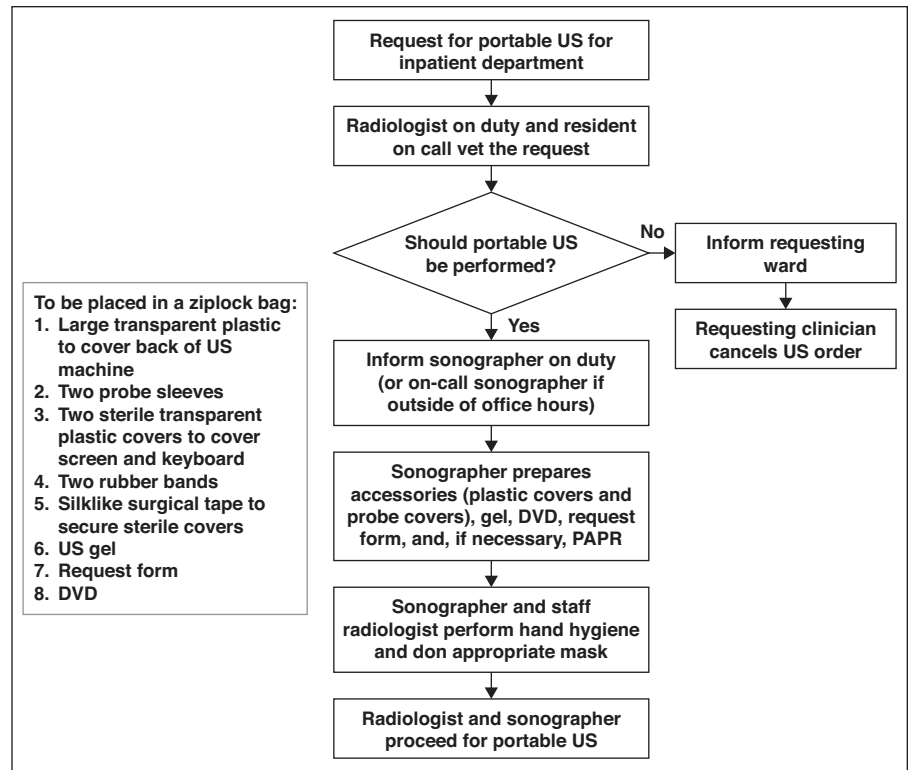 Request for portable US for
inpatient department
Radiologist on duty and resident
on call vet the request
Should portable US
be performed?
No
Inform requesting
ward
Requesting clinician
cancels US order
Yes
Inform sonographer on duty
(or on-call sonographer if
outside of office hours)
Sonographer prepares
accessories (plastic covers and
probe covers), gel, DVD, request
form, and, if necessary, PAPR
Sonographer and staff
radiologist perform hand hygiene
and don appropriate mask
Radiologist and sonographer
proceed for portable US
To be placed in a ziplock bag:
1. Large transparent plastic
to cover back of US
machine
2. Two probe sleeves
3. Two sterile transparent
plastic covers to cover
screen and keyboard
4. Two rubber bands
5. Silklike surgical tape to
secure sterile covers
6. US gel
7. Request form
8. DVD